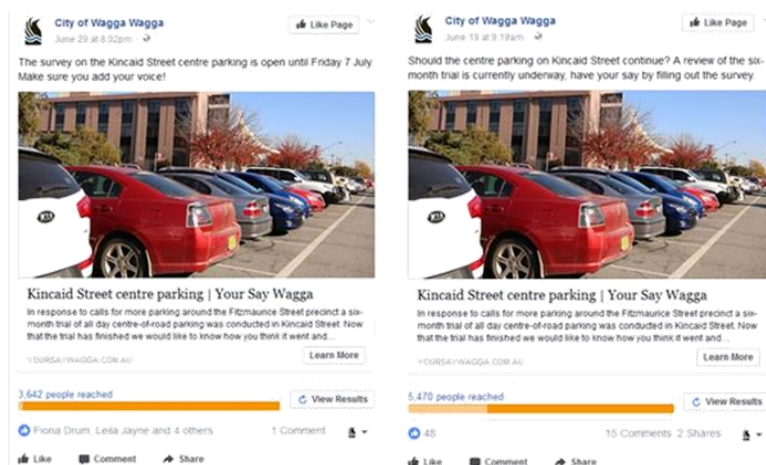 City of Wagga Wagga
June 29 at 8:32pm
Like Page
The survey on the Kincaid Street centre parking is open until Friday 7 July.
Make sure you add your voice!
KIA
Kincaid Street centre parking | Your Say Wagga
In response to calls for more parking around the Fitzmaurice Street precinct a six-
month trial of all day centre-of-road parking was conducted in Kincaid Street. Now
that the trial has finished we would like to know how you think it went and...
YOURSAYWAGGA.COM.AU
Learn More
3,642 people reached
View Results
Fiona Drum, Leila Jayne and 4 others
1 Comment
Like Comment Share
City of Wagga Wagga
June 19 at 9:19am
Like Page
Should the centre parking on Kincaid Street continue? A review of the six-
month trial is currently underway, have your say by filling out the survey.
KIA
Kincaid Street centre parking | Your Say Wagga
In response to calls for more parking around the Fitzmaurice Street precinct a six-
month trial of all day centre-of-road parking was conducted in Kincaid Street. Now
that the trial has finished we would like to know how you think it went and...
YOURSAYWAGGA.COM.AU
Learn More
5,470 people reached
View Results
48
15 Comments 2 Shares
Like Comment Share